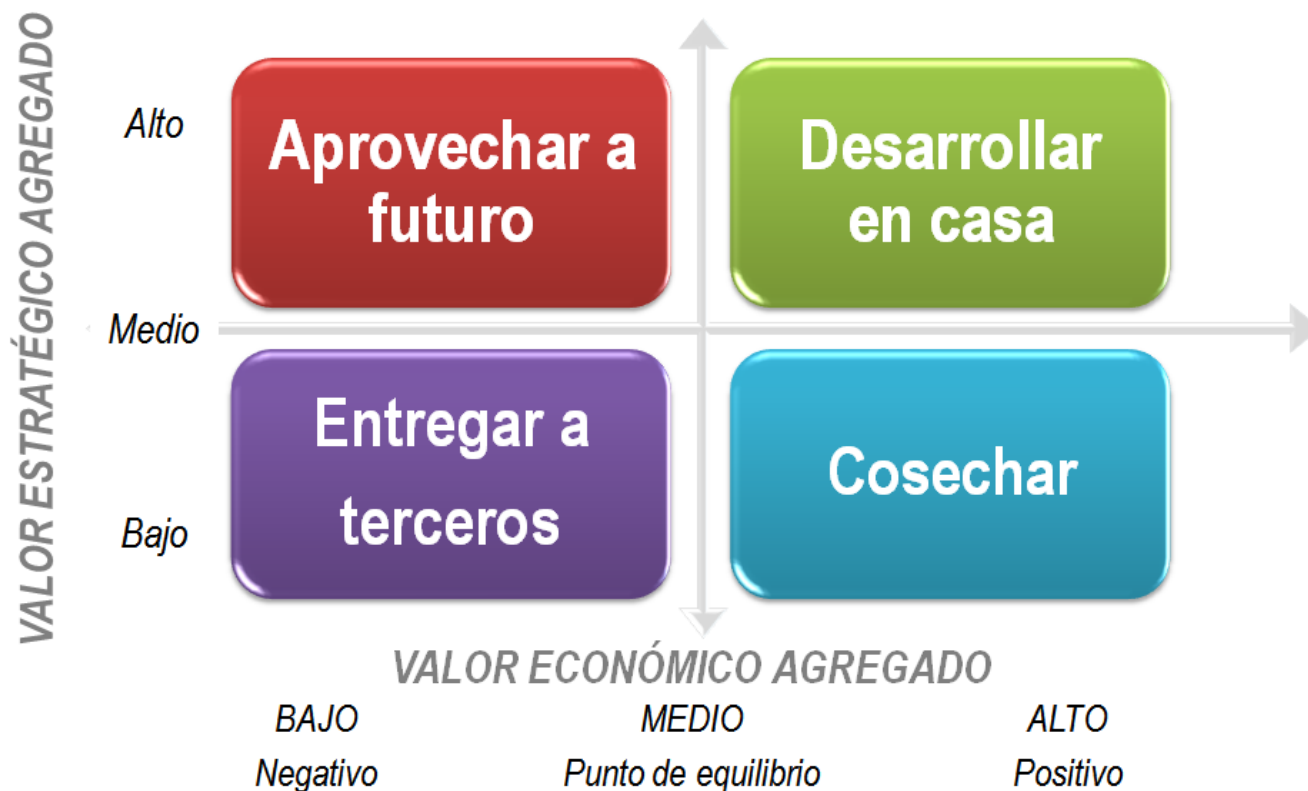 VALOR ESTRATÉGICO AGREGADO
Alto
Aprovechar a
futuro
Desarrollar
en casa
Medio
Bajo
Entregar a
terceros
Cosechar
VALOR ECONÓMICO AGREGADO
BAJO
MEDIO
ALTO
Negativo
Punto de equilibrio
Positivo